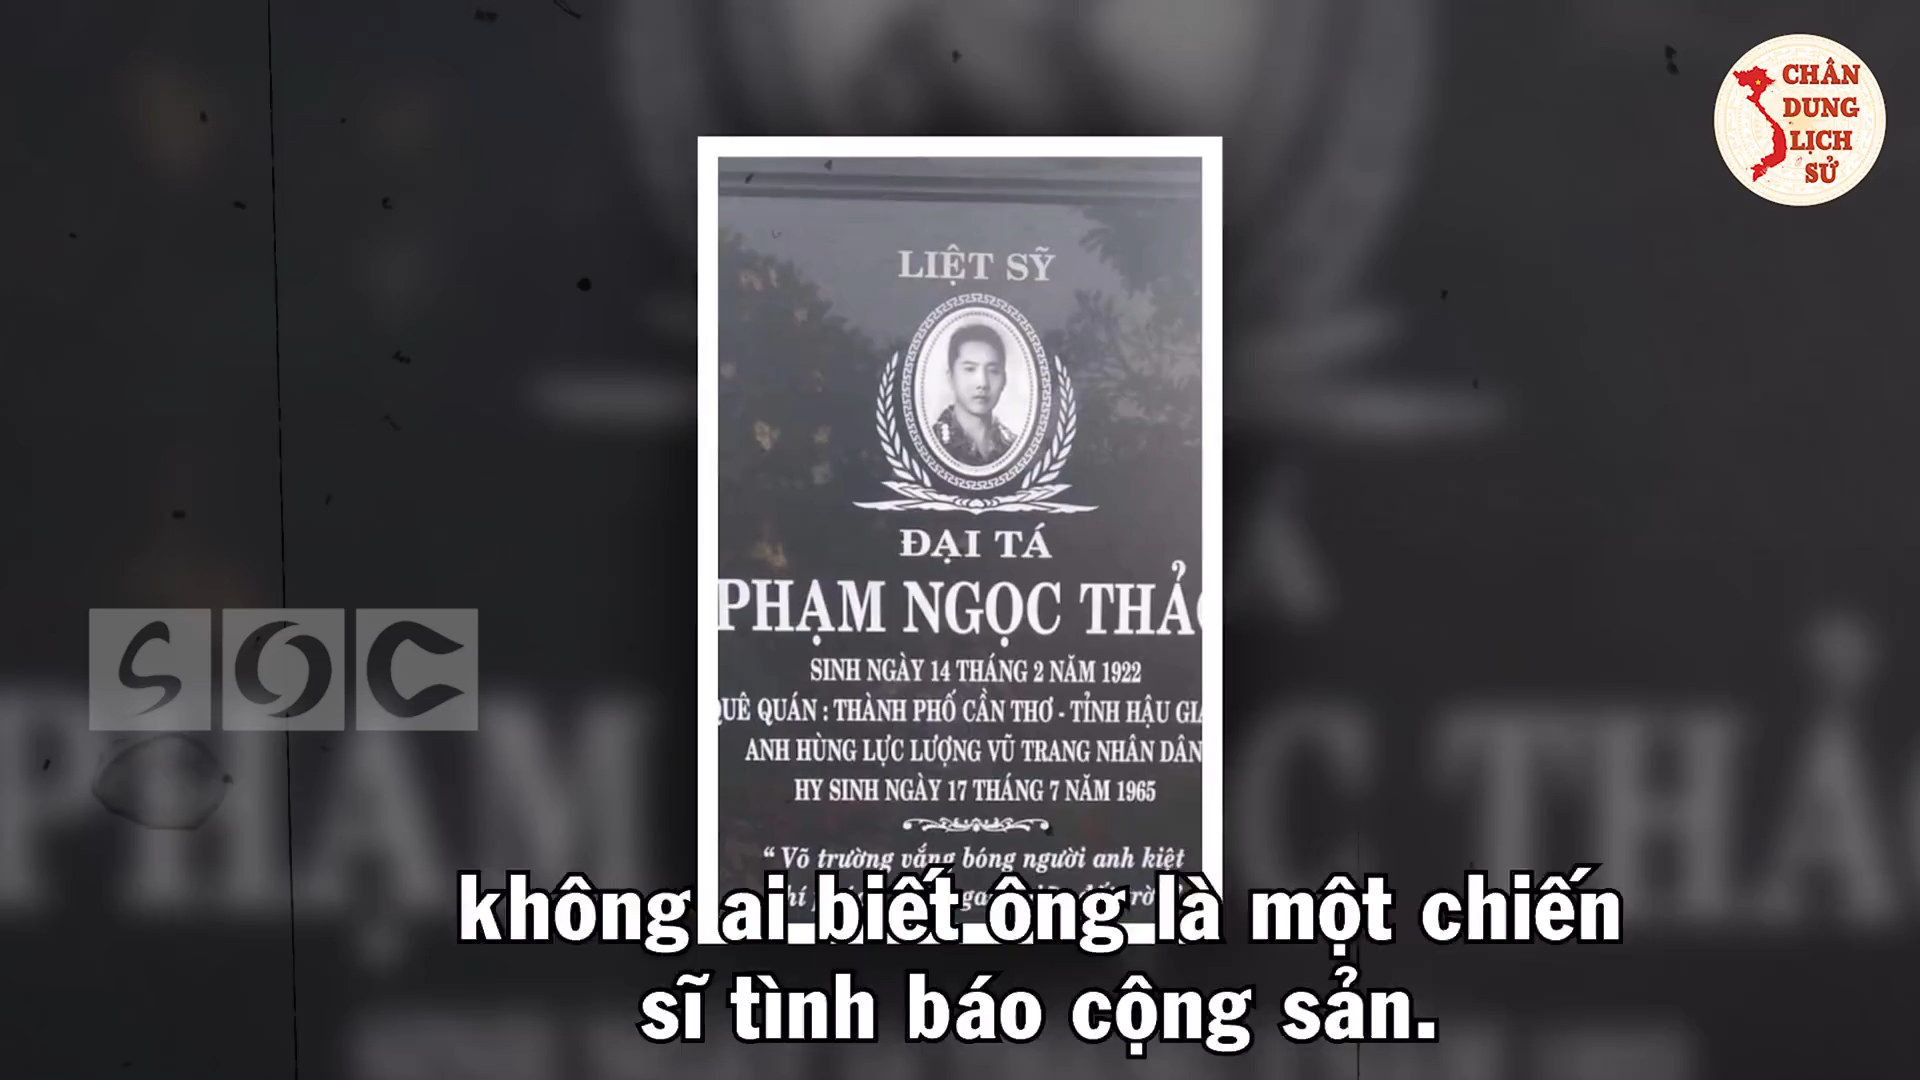 CHÂN
DUNG
LỊCH
SỬ
LIỆT SỸ
ĐẠI TÁ
PHẠM NGỌC THẢO
SINH NGÀY 14 THÁNG 2 NĂM 1922
QUÊ QUÁN : THÀNH PHỐ CẦN THƠ - TỈNH HẬU GIA
ANH HÙNG LỰC LƯỢNG VŨ TRANG NHÂN DÂN
HY SINH NGÀY 17 THÁNG 7 NĂM 1965
“ Võ trường vắng bóng người anh kiệt
SOC
không ai biết ông là một chiến
sĩ tình báo cộng sản.